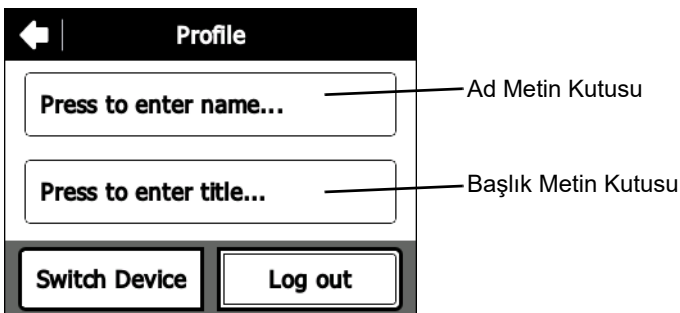 Profile
Press to enter name...
Ad Metin Kutusu
Press to enter title...
Başlık Metin Kutusu
Switch Device
Log out